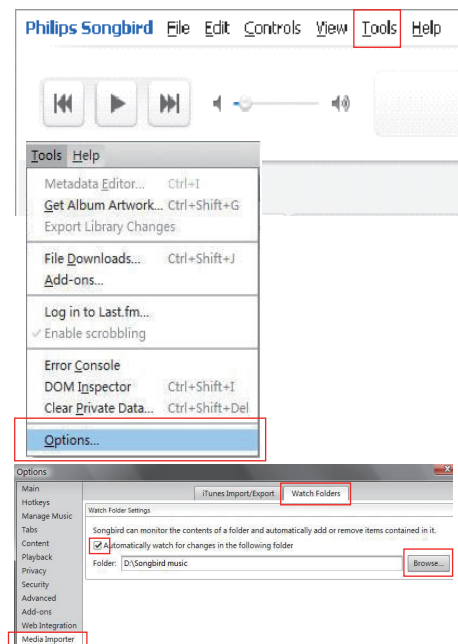 Philips Songbird File Edit Controls View Tools Help
Tools Help
Metadata Editor... Ctrl+I
Get Album Artwork... Ctrl+Shift+G
Export Library Changes
File Downloads... Ctrl+Shift+J
Add-ons...
Log in to Last.fm...
✓ Enable scrobbling
Error Console
DOM Inspector Ctrl+Shift+I
Clear Private Data... Ctrl+Shift+Del
Options...
Options
Main
Hotkeys
Manage Music
Tabs
Content
Playback
Privacy
Security
Advanced
Add-ons
Web Integration
Media Importer
iTunes Import/Export Watch Folders
Watch Folder Settings
Songbird can monitor the contents of a folder and automatically add or remove items contained in it.
Automatically watch for changes in the following folder
Folder: D:\Songbird music Browse...